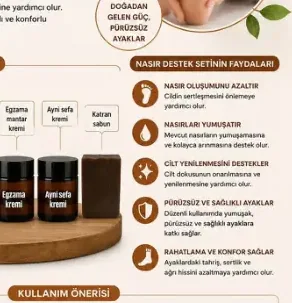 ine yardımcı olur.
lı ve konforlu
DOĞADAN
GELEN GÜÇ,
PÜRÜZSÜZ
AYAKLAR
NASIR DESTEK SETİNİN FAYDALARI
NASIR OLUŞUMUNU AZALTIR
Cildin sertleşmesini önlemeye
yardımcı olur.
NASIRLARI YUMUŞATIR
Mevcut nasırların yumuşamasına
ve kolayca arınmasına destek olur.
CİLT YENİLENMESİNİ DESTEKLER
Cilt dokusunun onarılmasına ve
yenilenmesine yardımcı olur.
PÜRÜZSÜZ VE SAĞLIKLI AYAKLAR
Düzenli kullanımda yumuşak,
pürüzsüz ve sağlıklı ayaklara
katkı sağlar.
RAHATLAMA VE KONFOR SAĞLAR
Ayaklardaki tahriş, sertlik ve
ağrı hissini azaltmaya yardımcı olur.
Egzama
mantar
kremi
Ayni sefa
kremi
Katran
sabun
Egzama
kremi
Ayni sefa
kremi
KULLANIM ÖNERİSİ